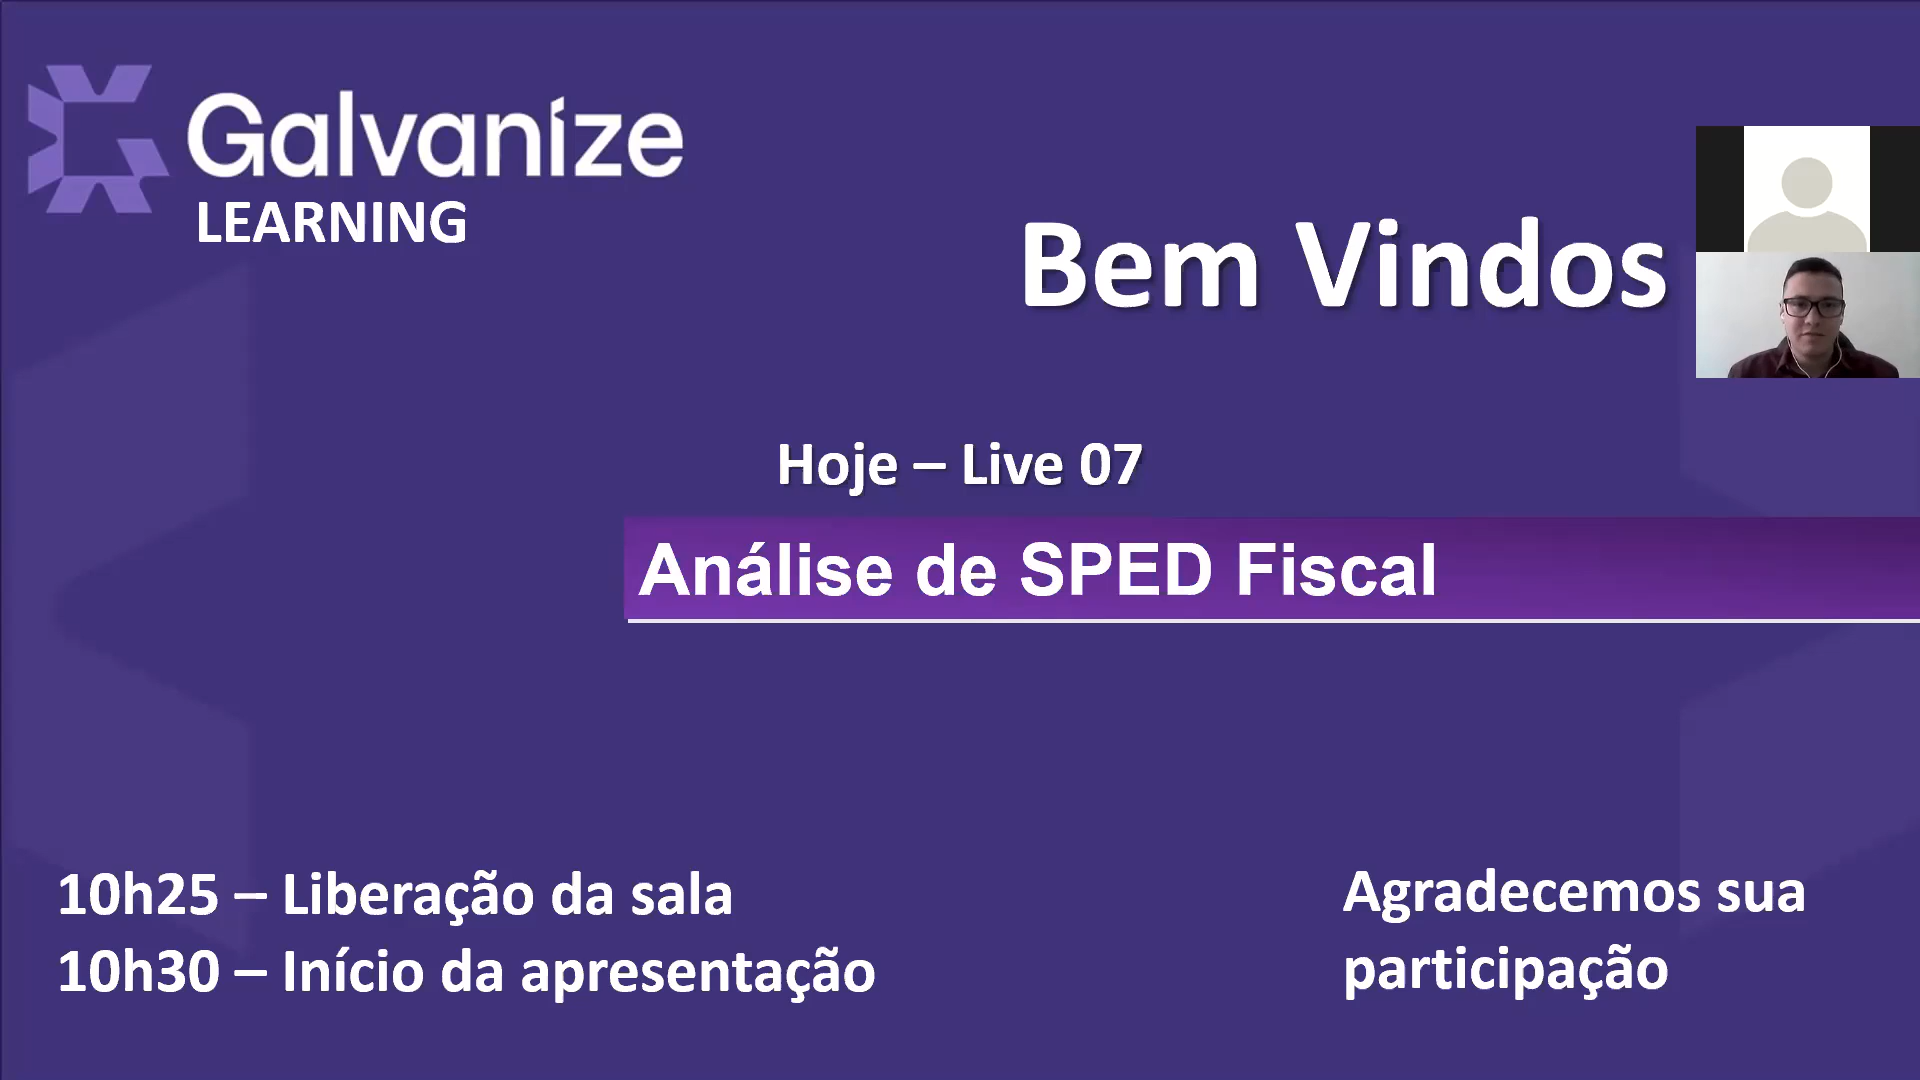 Galvanize
LEARNING
Bem Vindos
Hoje – Live 07
Análise de SPED Fiscal
10h25 – Liberação da sala
10h30 – Início da apresentação
Agradecemos sua
participação